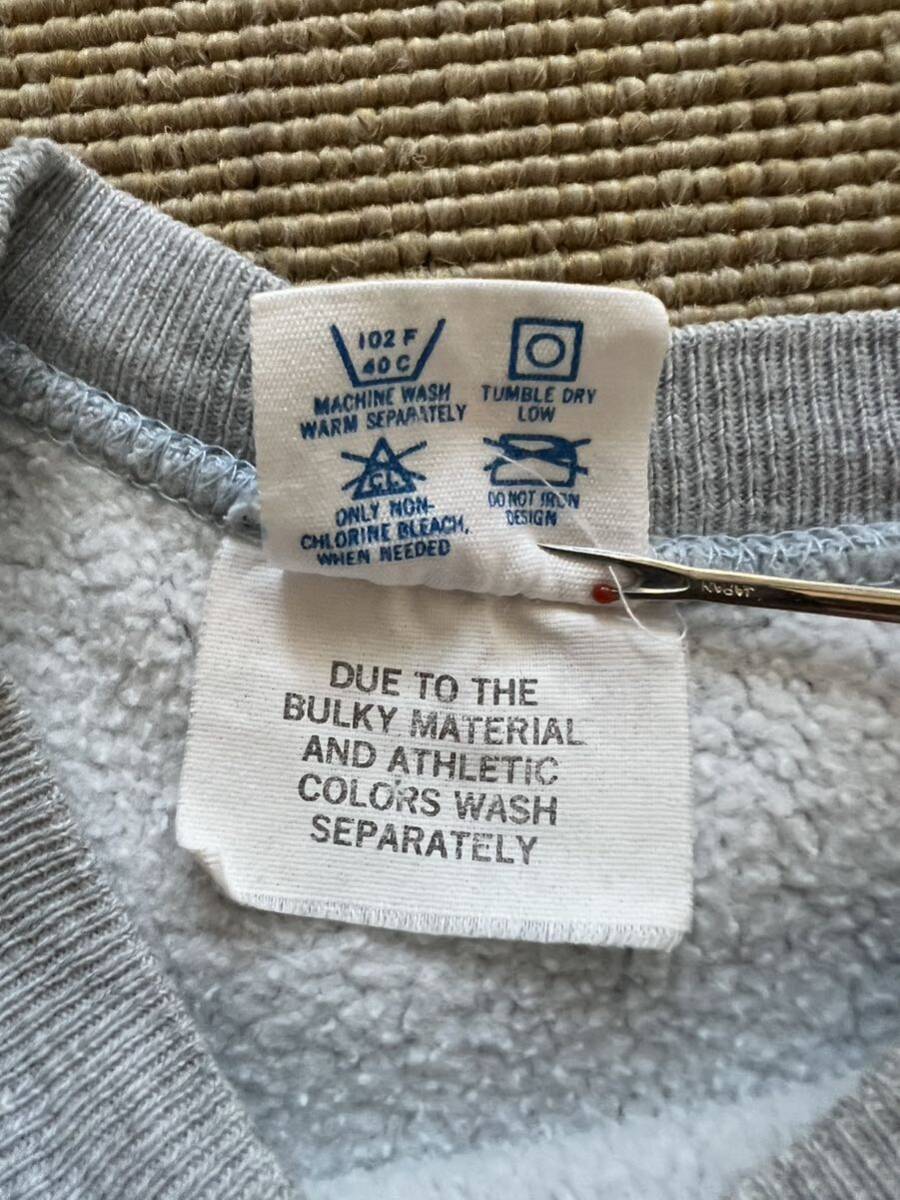 102 F
40 C
MACHINE WASH
WARM SEPARATELY
TUMBLE DRY
LOW
CL
ONLY NON-
CHLORINE BLEACH,
WHEN NEEDED
DO NOT IRON
DESIGN
JAPAN
DUE TO THE
BULKY MATERIAL
AND ATHLETIC
COLORS WASH
SEPARATELY